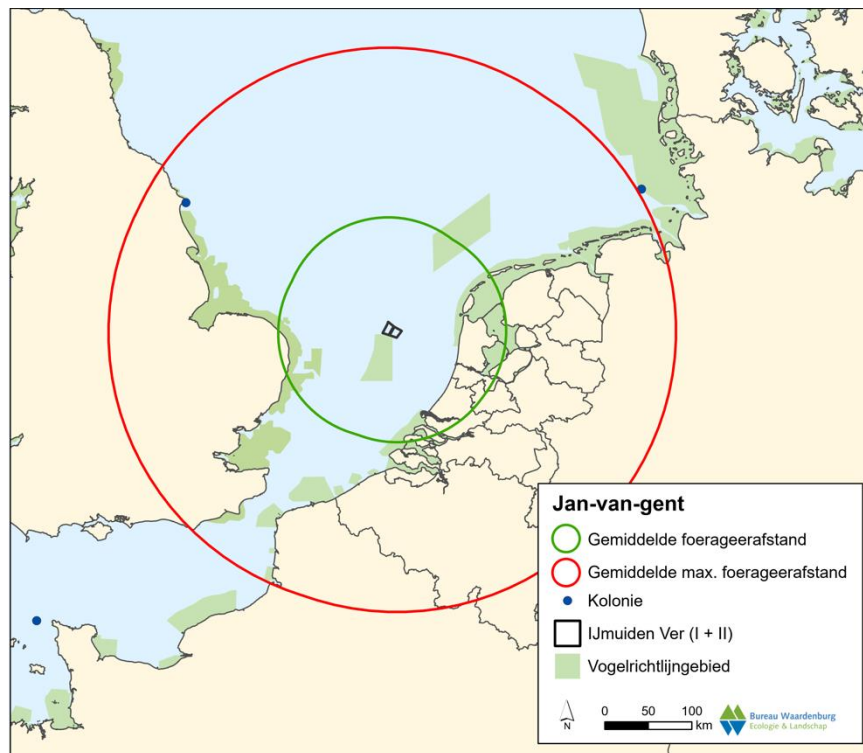 Jan-van-gent
Gemiddelde foerageerafstand
Gemiddelde max. foerageerafstand
Kolonie
IJmuiden Ver (I + II)
Vogelrichtlijngebied
N
0 50 100
km
Bureau Waardenburg
Ecologie & Landschap